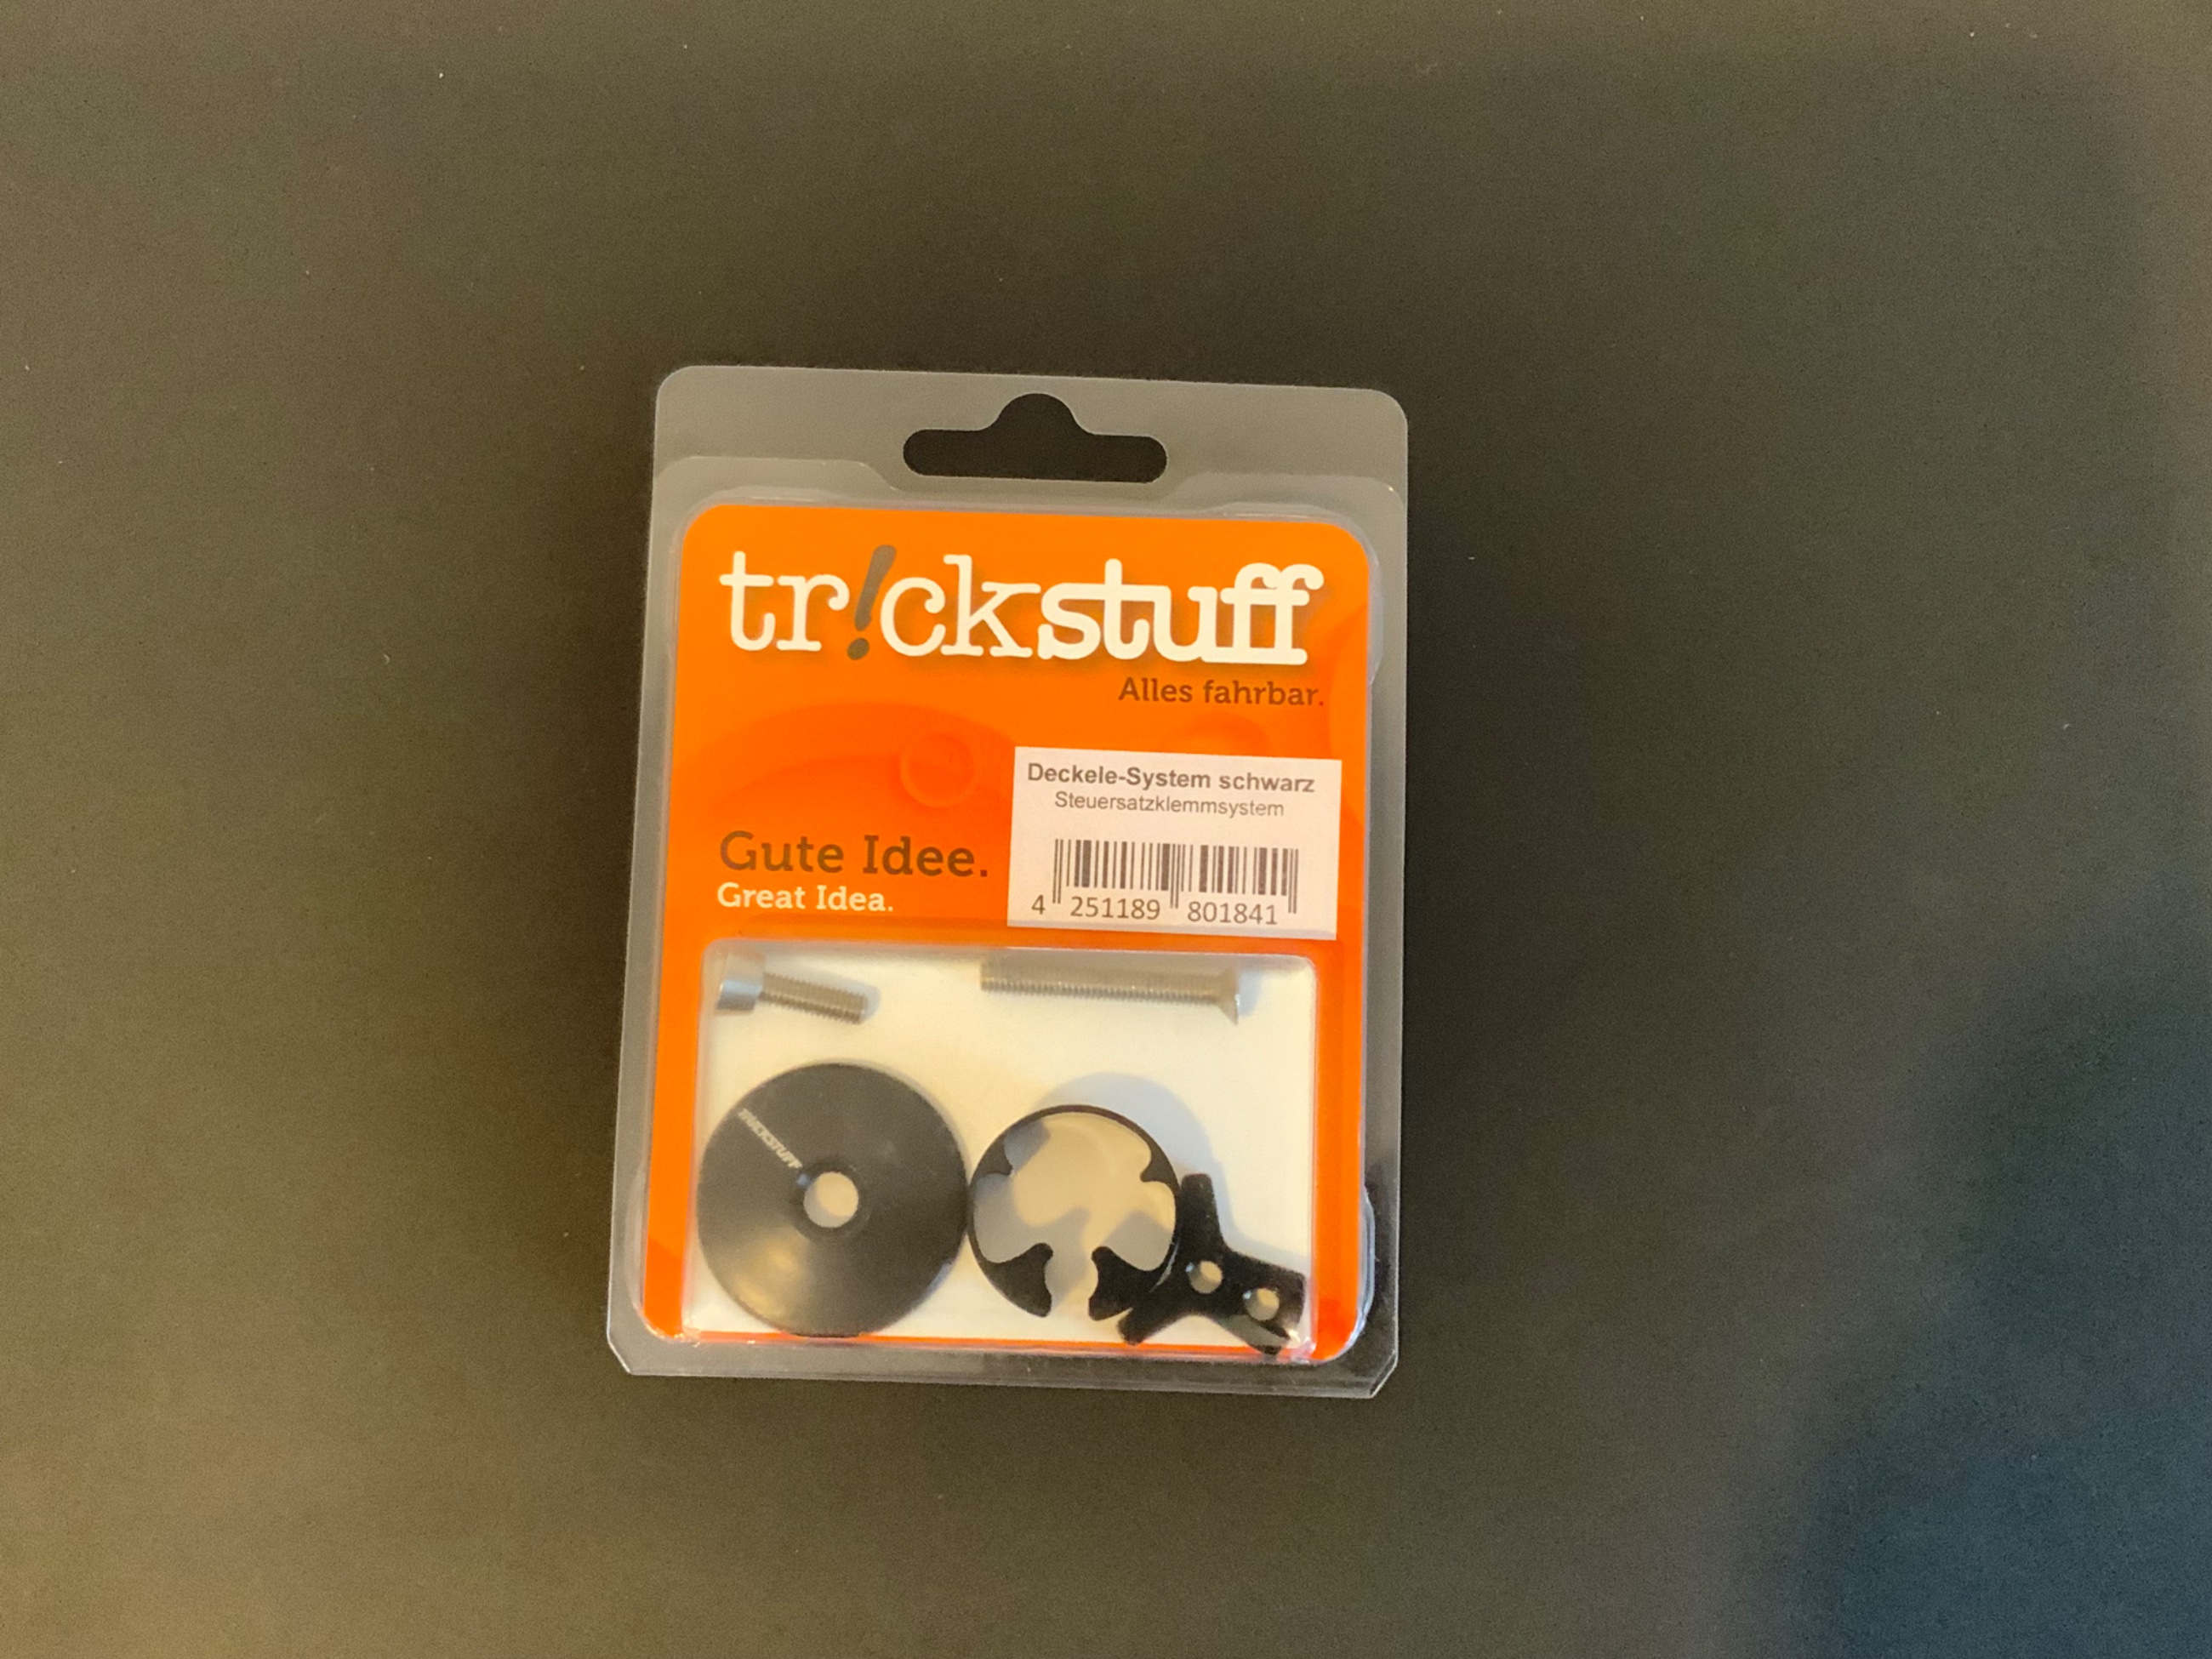 tr!ckstuff
Alles fahrbar.
Deckele-System schwarz
Steuersatzklemmsystem
4 251189 801841
Gute Idee.
Great Idea.
TRICKSTUFF